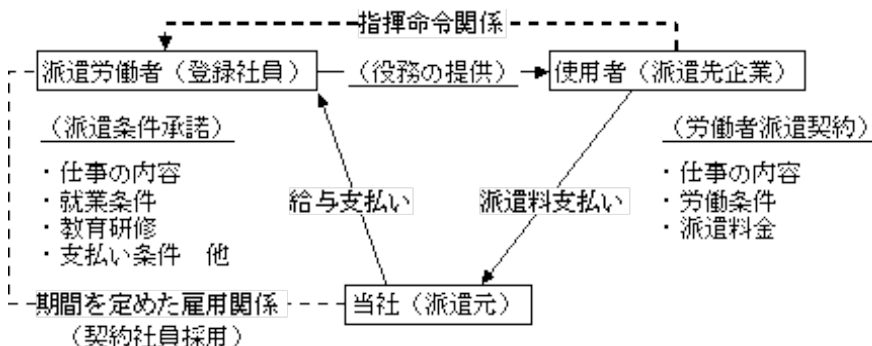 指揮命令関係
派遣労働者（登録社員）
（役務の提供）
使用者（派遣先企業）
（派遣条件承諾）
・仕事の内容
・就業条件
・教育研修
・支払い条件　他
給与支払い
派遣料支払い
（労働者派遣契約）
・仕事の内容
・労働条件
・派遣料金
期間を定めた雇用関係
（契約社員採用）
当社（派遣元）